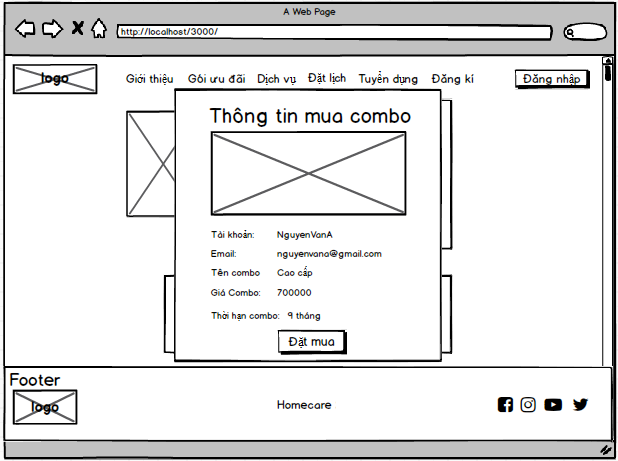 A Web Page
http://localhost/3000/
logo
Giới thiệu Gói ưu đãi Dịch vụ Đặt lịch Tuyển dụng Đăng kí
Đăng nhập
Thông tin mua combo
Tài khoản: NguyenVanA
Email: nguyenvana@gmail.com
Tên combo Cao cấp
Giá Combo: 700000
Thời hạn combo: 9 tháng
Đặt mua
Footer
logo
Homecare